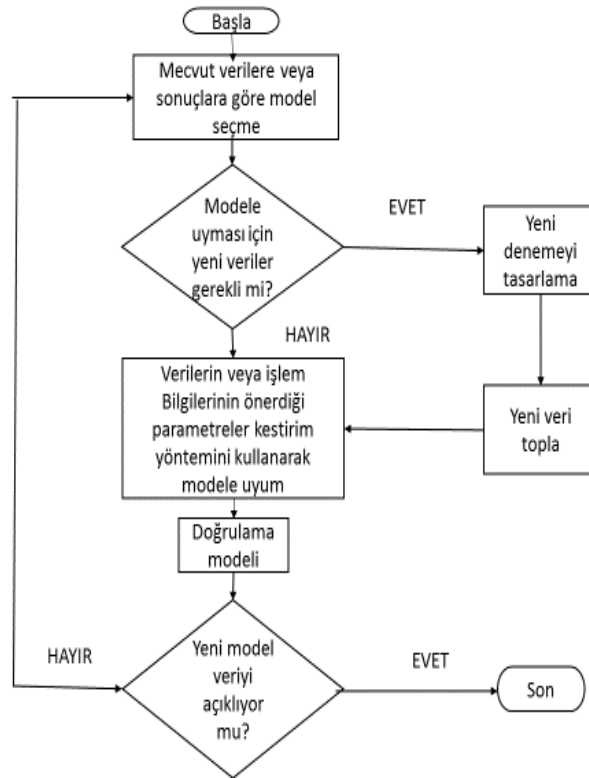 Başla
Mecvut verilere veya
sonuçlara göre model
seçme
Modele
uyması için
yeni veriler
gerekli mi?
EVET
Yeni
denemeyi
tasarlama
HAYIR
Verilerin veya işlem
Bilgilerinin önerdiği
parametreler kestirim
yöntemini kullanarak
modele uyum
Yeni veri
topla
Doğrulama
modeli
HAYIR
Yeni model
veriyi
açıklıyor
mu?
EVET
Son